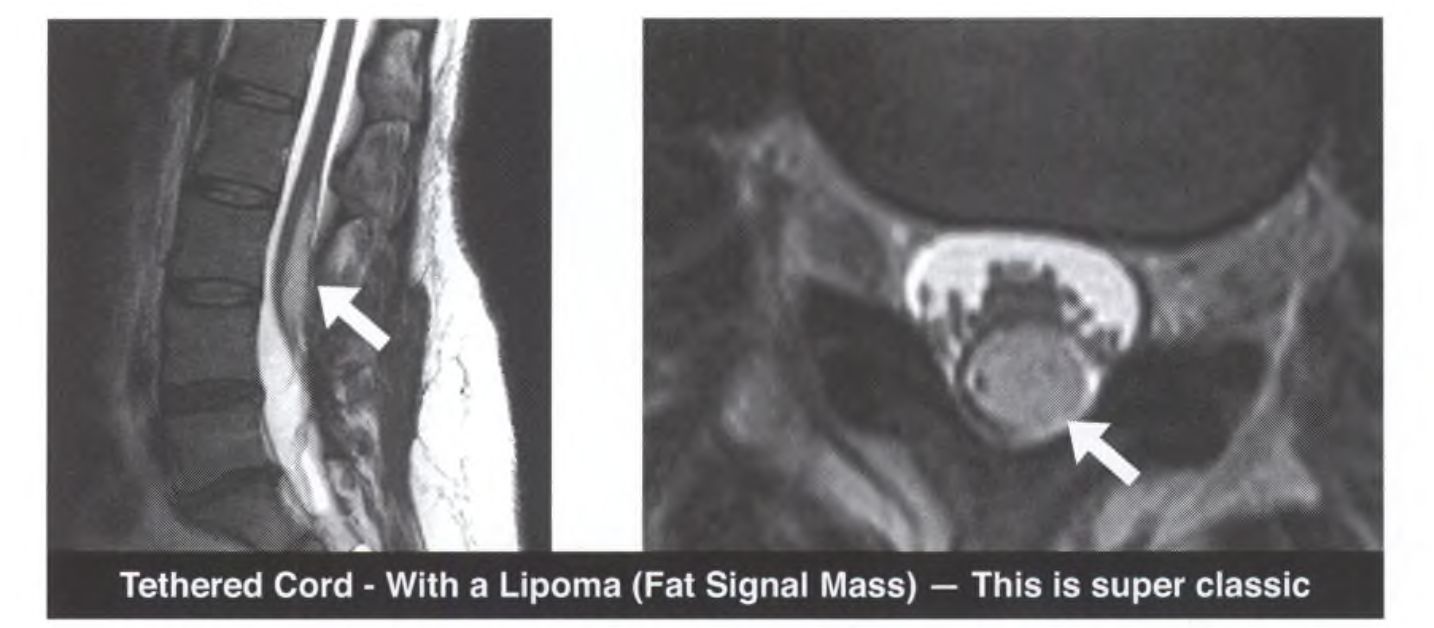 Tethered Cord - With a Lipoma (Fat Signal Mass) — This is super classic